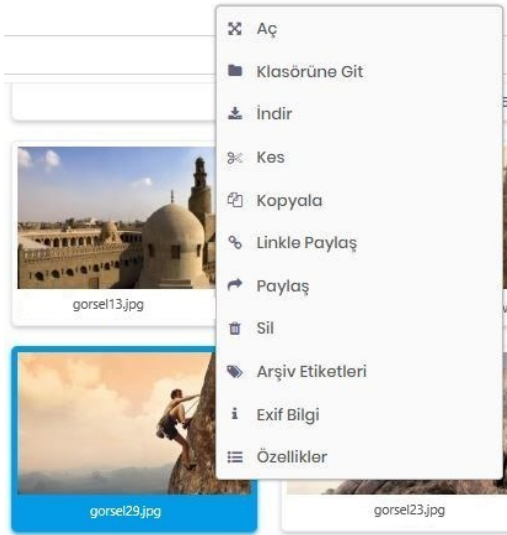 Aç
Klasörüne Git
İndir
Kes
Kopyala
Linkle Paylaş
Paylaş
Sil
Arşiv Etiketleri
Exif Bilgi
Özellikler
gorsel13.jpg
gorsel29.jpg
gorsel23.jpg